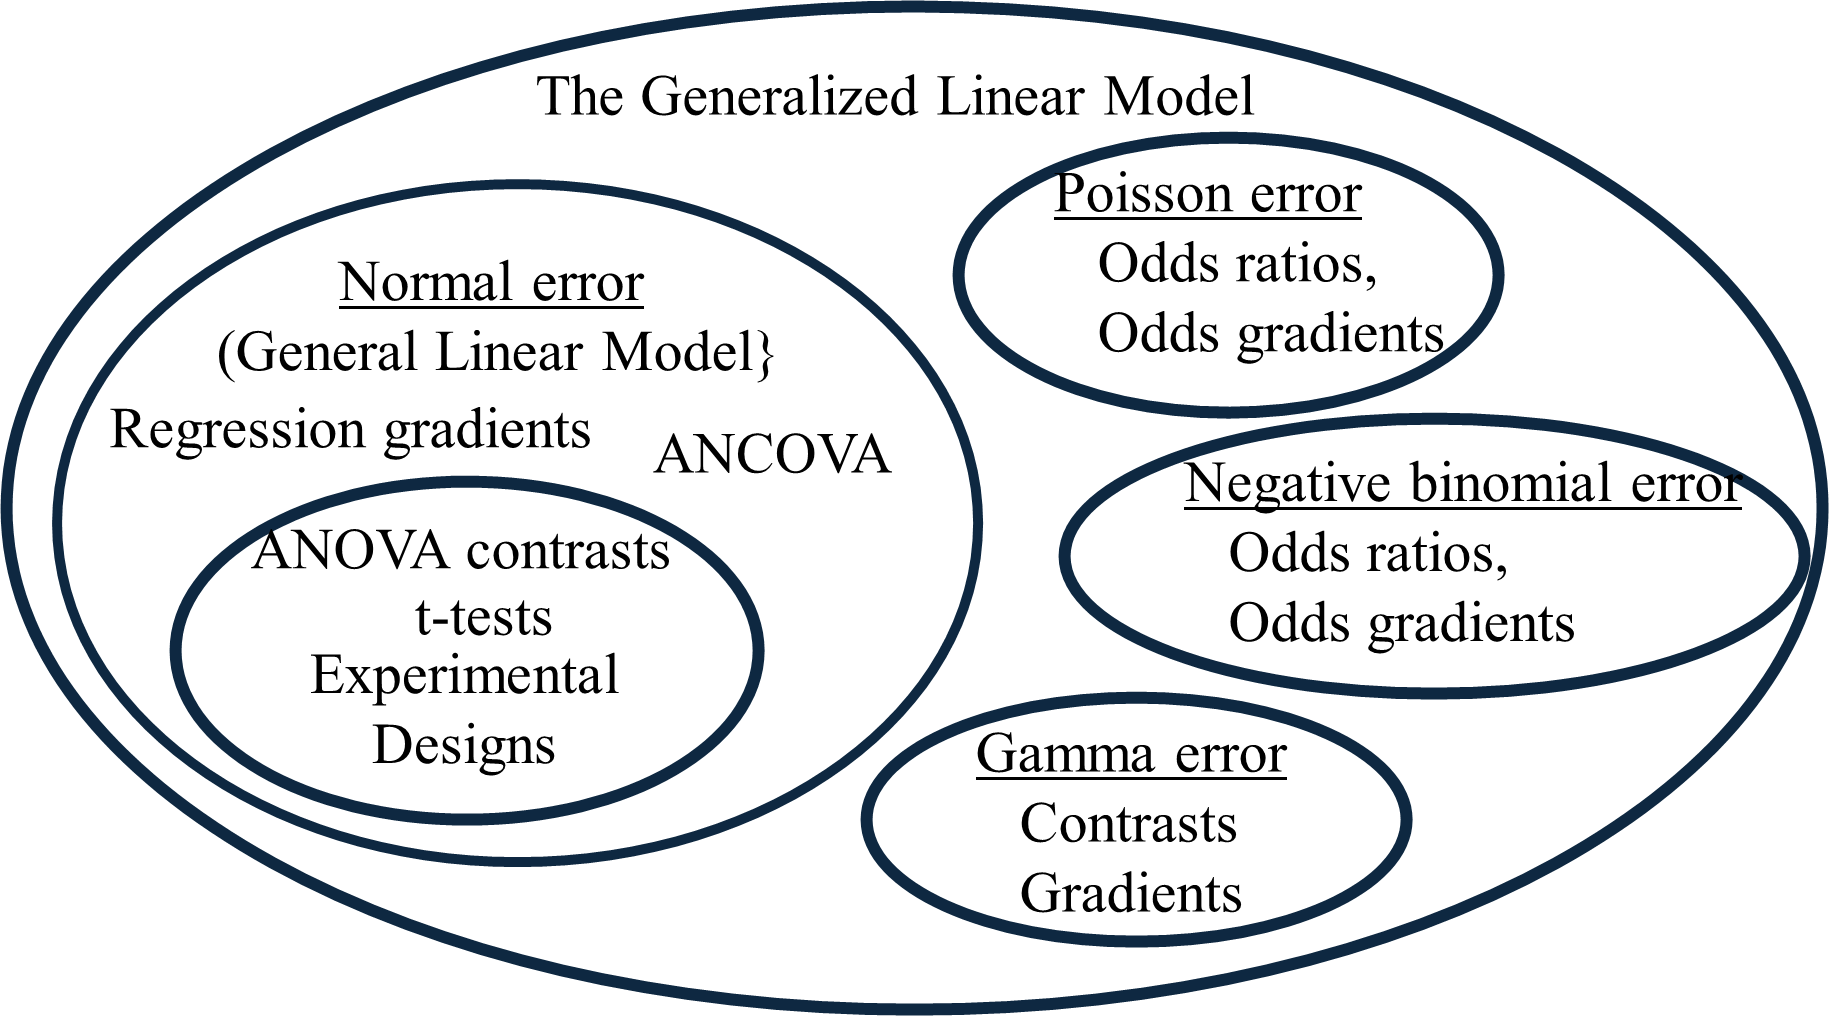 The Generalized Linear Model
Normal error
(General Linear Model}
Regression gradients
ANCOVA
ANOVA contrasts
t-tests
Experimental
Designs
Poisson error
Odds ratios,
Odds gradients
Negative binomial error
Odds ratios,
Odds gradients
Gamma error
Contrasts
Gradients